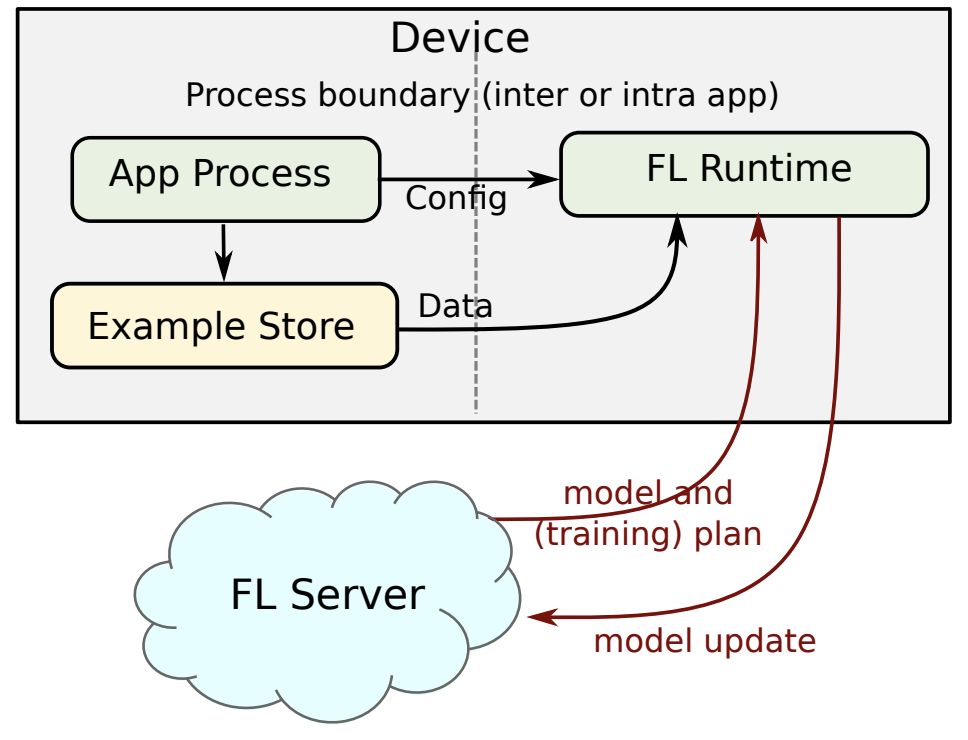 Device
Process boundary (inter or intra app)
App Process
FL Runtime
Config
Data
Example Store
model and
(training) plan
FL Server
model update